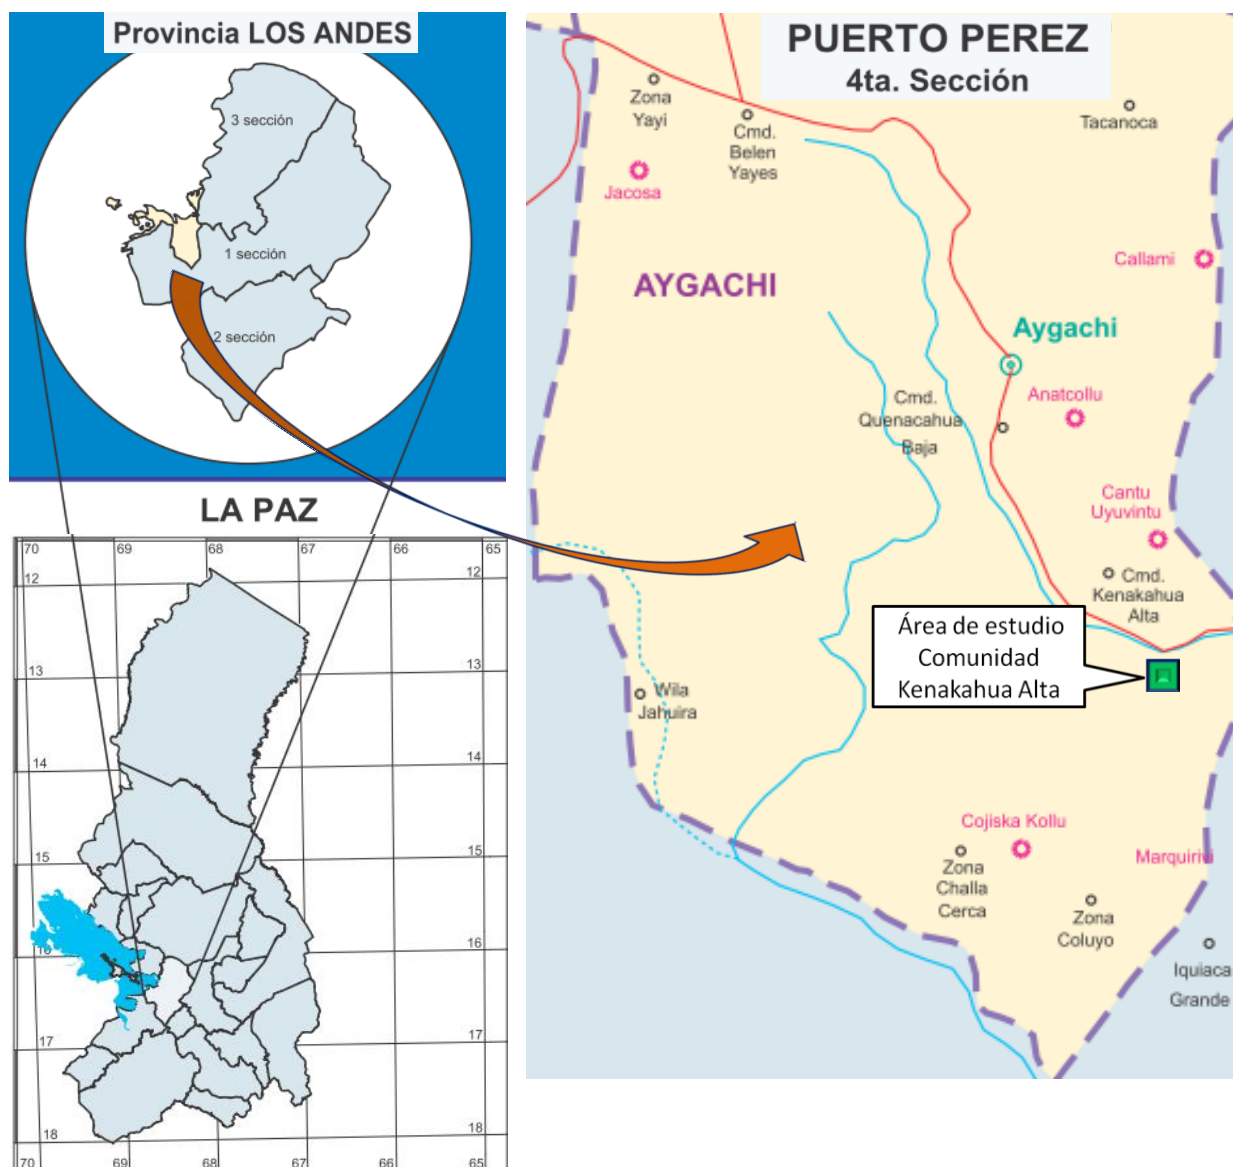 Provincia LOS ANDES
3 sección
1 sección
2 sección
LA PAZ
70
69
68
67
66
65
12
12
13
13
14
14
15
15
16
16
17
17
18
18
70
69
68
67
66
65
PUERTO PEREZ
4ta. Sección
Zona
Yayi
Cmd.
Belen
Yayes
Tacanoca
Jacosa
Callami
AYGACHI
Aygachi
Anatcollu
Cmd.
Quenacahua
Baja
Cantu
Uyuvintu
Cmd.
Kenakahua
Alta
Área de estudio
Comunidad
Kenakahua Alta
Wila
Jahuira
Cojiska Kollu
Marquirivi
Zona
Challa
Cerca
Zona
Coluyo
Iquiaca
Grande